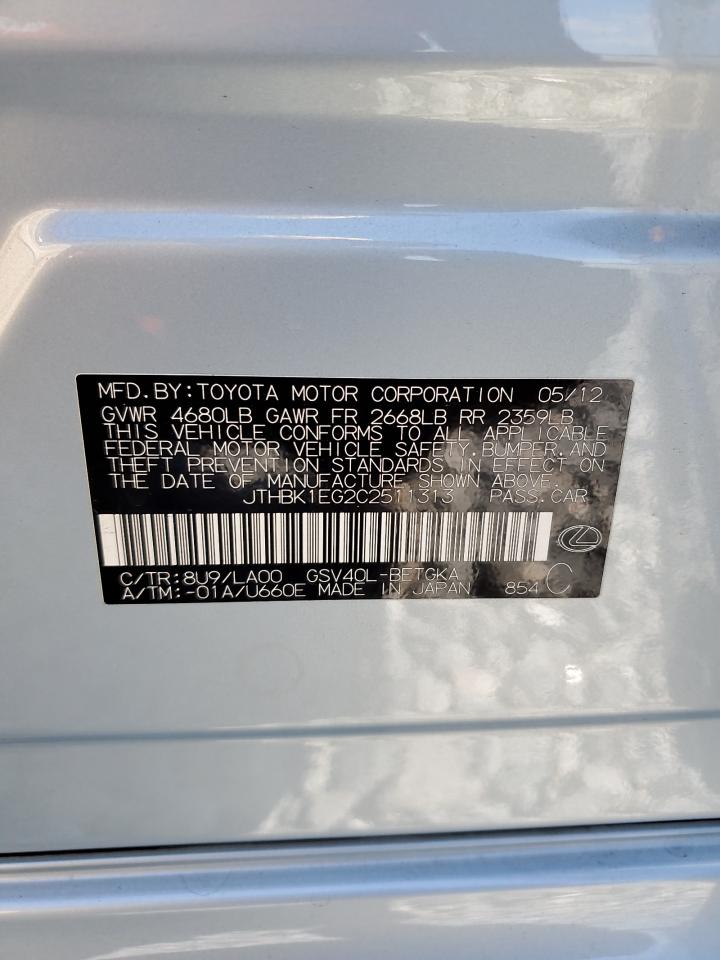 MFD.BY:TOYOTA MOTOR CORPORATION 05/12
GVWR 4680LB GAWR FR 2668LB RR 2359LB
THIS VEHICLE CONFORMS TO ALL APPLICABLE
FEDERAL MOTOR VEHICLE SAFETY,BUMPER,AND
THEFT PREVENTION STANDARDS IN EFFECT ON
THE DATE OF MANUFACTURE SHOWN ABOVE.
JTHBK1EG2C2511313 PASS.CAR
C/TR:8U9/LA00 GSV40L-BETGKA
A/TM:-01A/U660E MADE IN JAPAN 854 C